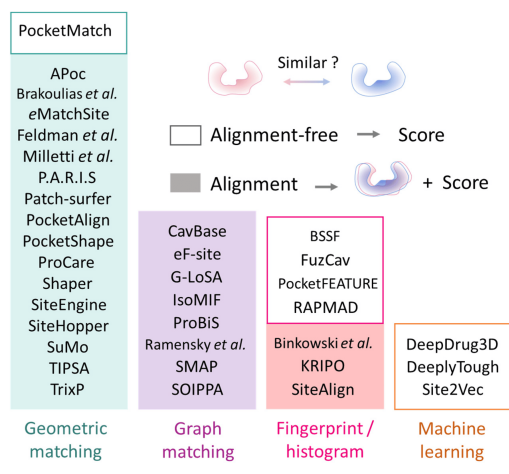 PocketMatch
APoc
Brakoulias et al.
eMatchSite
Feldman et al.
Milletti et al.
P.A.R.I.S
Patch-surfer
PocketAlign
PocketShape
ProCare
Shaper
SiteEngine
SiteHopper
SuMo
TIPSA
TrixP
Geometric
matching
Similar ?
Alignment-free
Score
Alignment
+ Score
CavBase
eF-site
G-LoSA
IsoMIF
ProBiS
Ramensky et al.
SMAP
SOIPPA
Graph
matching
BSSF
FuzCav
PocketFEATURE
RAPMAD
Binkowski et al.
KRIPO
SiteAlign
Fingerprint /
histogram
DeepDrug3D
DeeplyTough
Site2Vec
Machine
learning